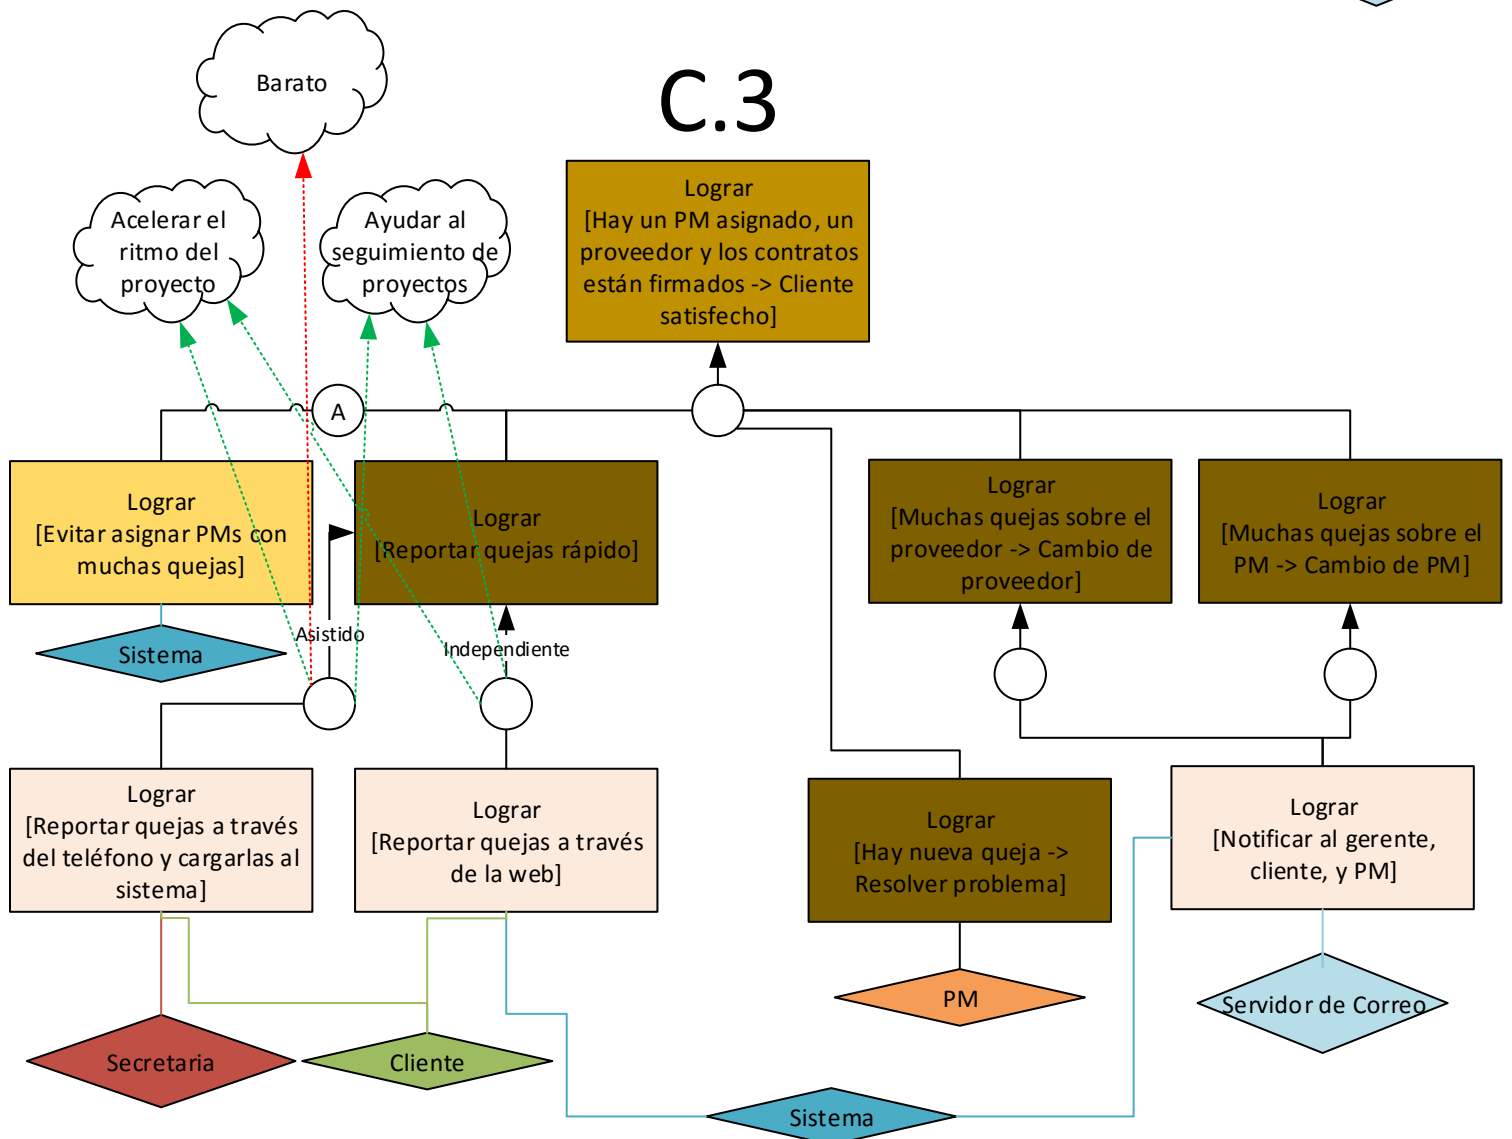 Barato
C.3
Acelerar el
ritmo del
proyecto
Ayudar al
seguimiento de
proyectos
Lograr
[Hay un PM asignado, un
proveedor y los contratos
están firmados -> Cliente
satisfecho]
A
Lograr
[Evitar asignar PMs con
muchas quejas]
Lograr
[Reportar quejas rápido]
Lograr
[Muchas quejas sobre el
proveedor -> Cambio de
proveedor]
Lograr
[Muchas quejas sobre el
PM -> Cambio de PM]
Sistema
Asistido
Independiente
Lograr
[Reportar quejas a través
del teléfono y cargarlas al
sistema]
Lograr
[Reportar quejas a través
de la web]
Lograr
[Hay nueva queja ->
Resolver problema]
Lograr
[Notificar al gerente,
cliente, y PM]
PM
Servidor de Correo
Secretaria
Cliente
Sistema